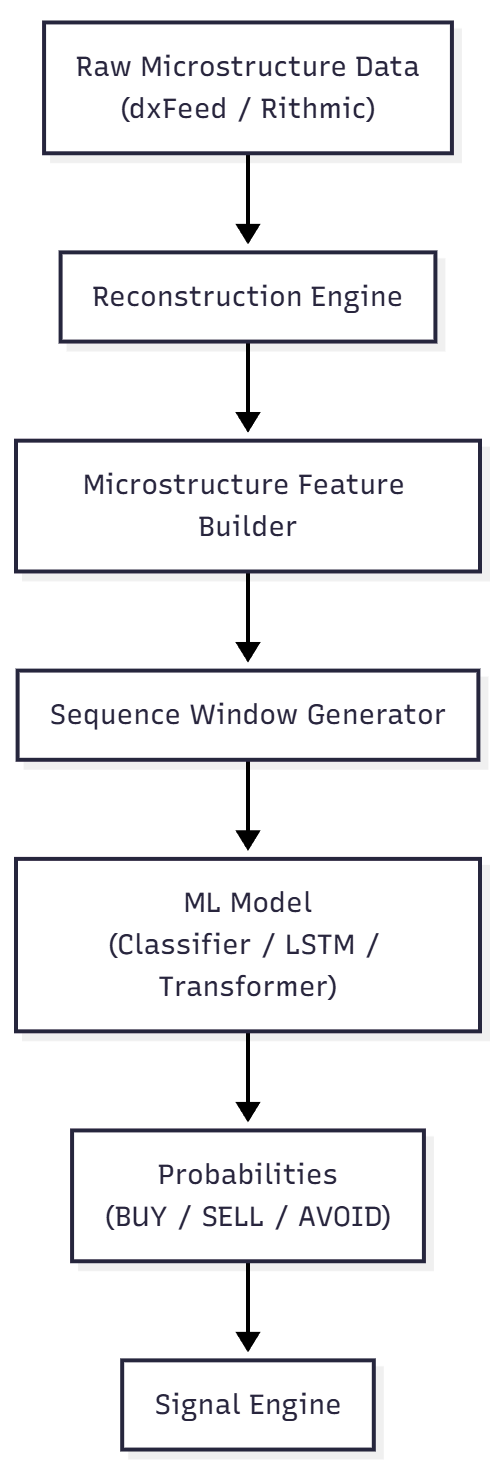 Raw Microstructure Data
(dxFeed / Rithmic)
Reconstruction Engine
Microstructure Feature
Builder
Sequence Window Generator
ML Model
(Classifier / LSTM /
Transformer)
Probabilities
(BUY / SELL / AVOID)
Signal Engine